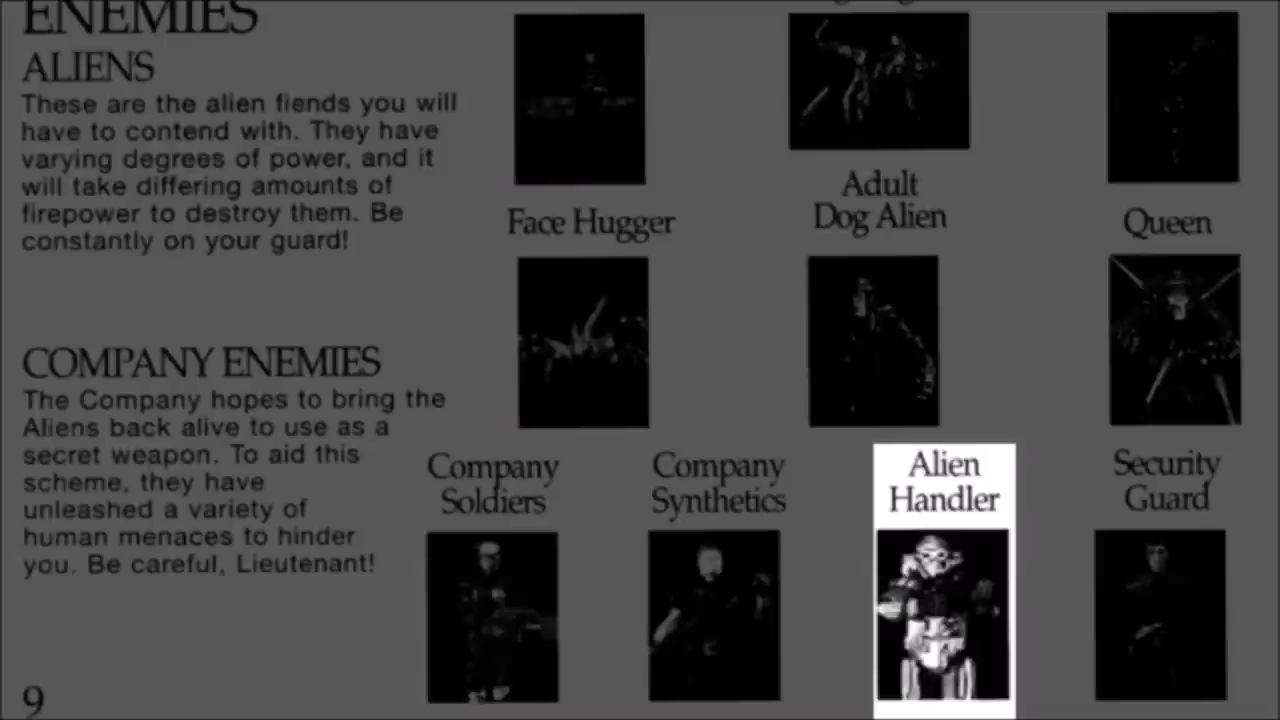 ENEMIES
ALIENS
These are the alien fiends you will
have to contend with. They have
varying degrees of power, and it
will take differing amounts of
firepower to destroy them. Be
constantly on your guard!
Face Hugger
Adult
Dog Alien
Queen
COMPANY ENEMIES
The Company hopes to bring the
Aliens back alive to use as a
secret weapon. To aid this
scheme, they have
unleashed a variety of
human menaces to hinder
you. Be careful, Lieutenant!
Company
Soldiers
Company
Synthetics
Alien
Handler
Security
Guard
9